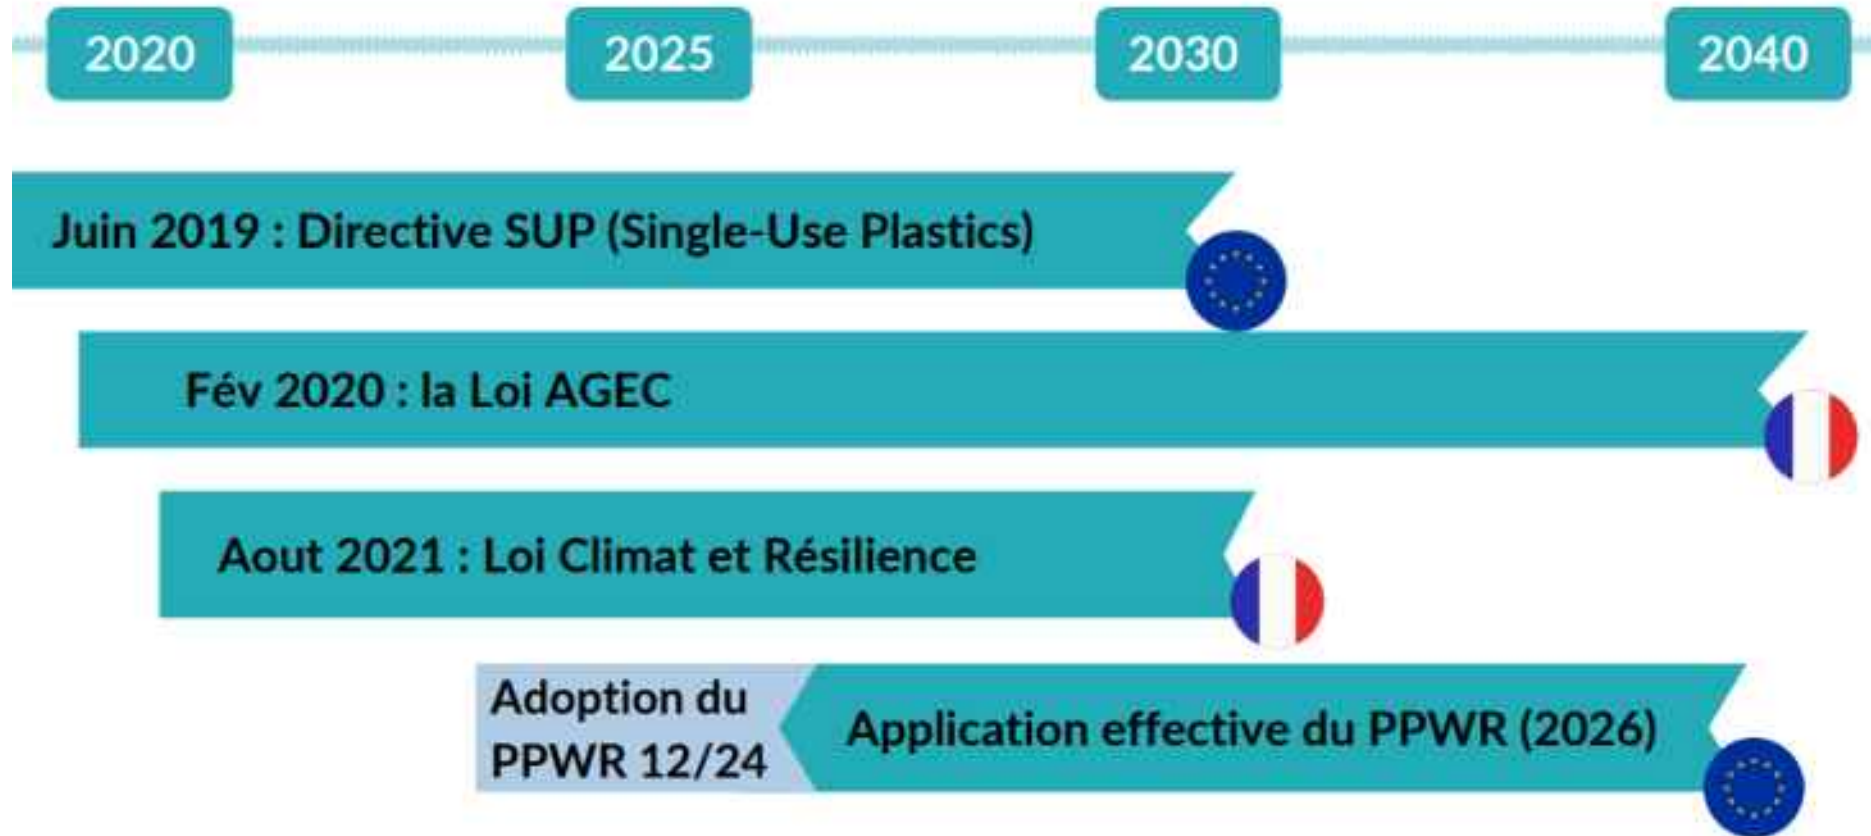 2020 2025 2030 2040
Juin 2019 : Directive SUP (Single-Use Plastics)
Fév 2020 : la Loi AGEC
Aout 2021 : Loi Climat et Résilience
Adoption du
PPWR 12/24
Application effective du PPWR (2026)